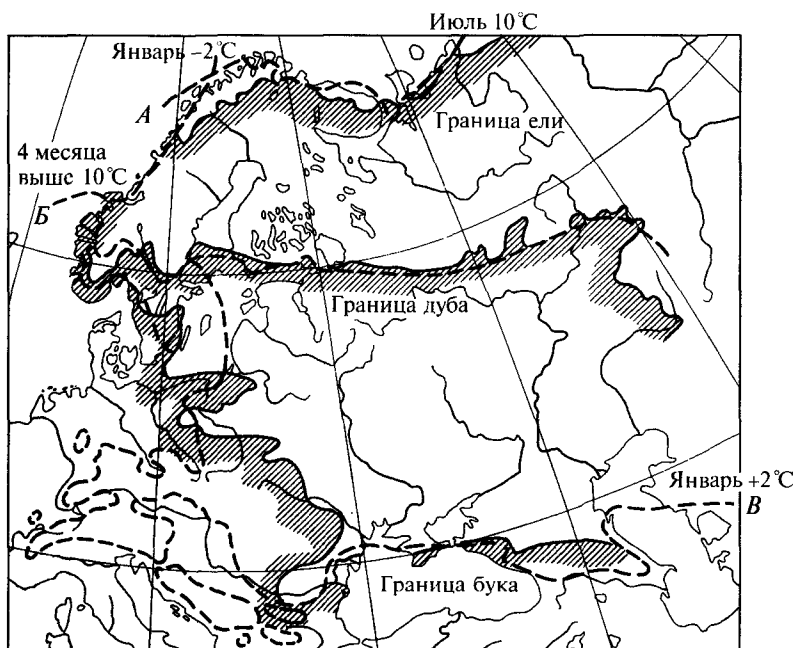 Июль 10°C
Январь –2°C
А
Граница ели
4 месяца
выше 10°C
Б
Граница дуба
Январь +2°C
В
Граница бука